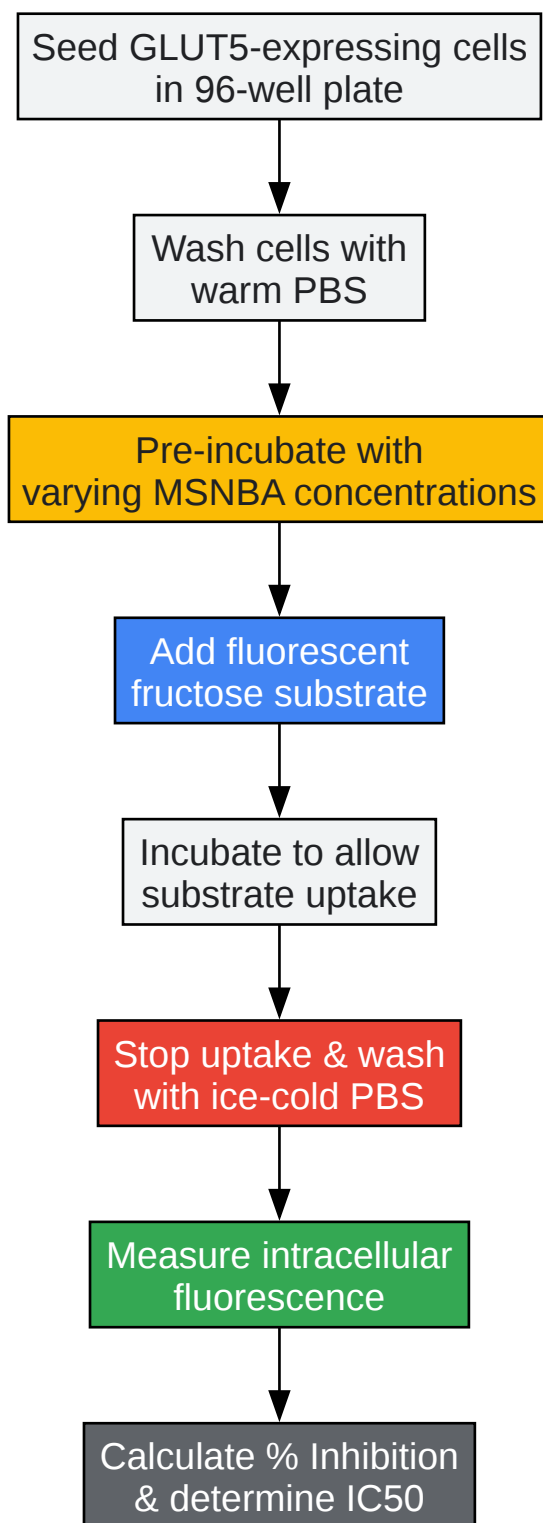 Seed GLUT5-expressing cells
in 96-well plate
Wash cells with
warm PBS
Pre-incubate with
varying MSNBA concentrations
Add fluorescent
fructose substrate
Incubate to allow
substrate uptake
Stop uptake & wash
with ice-cold PBS
Measure intracellular
fluorescence
Calculate % Inhibition
& determine IC50